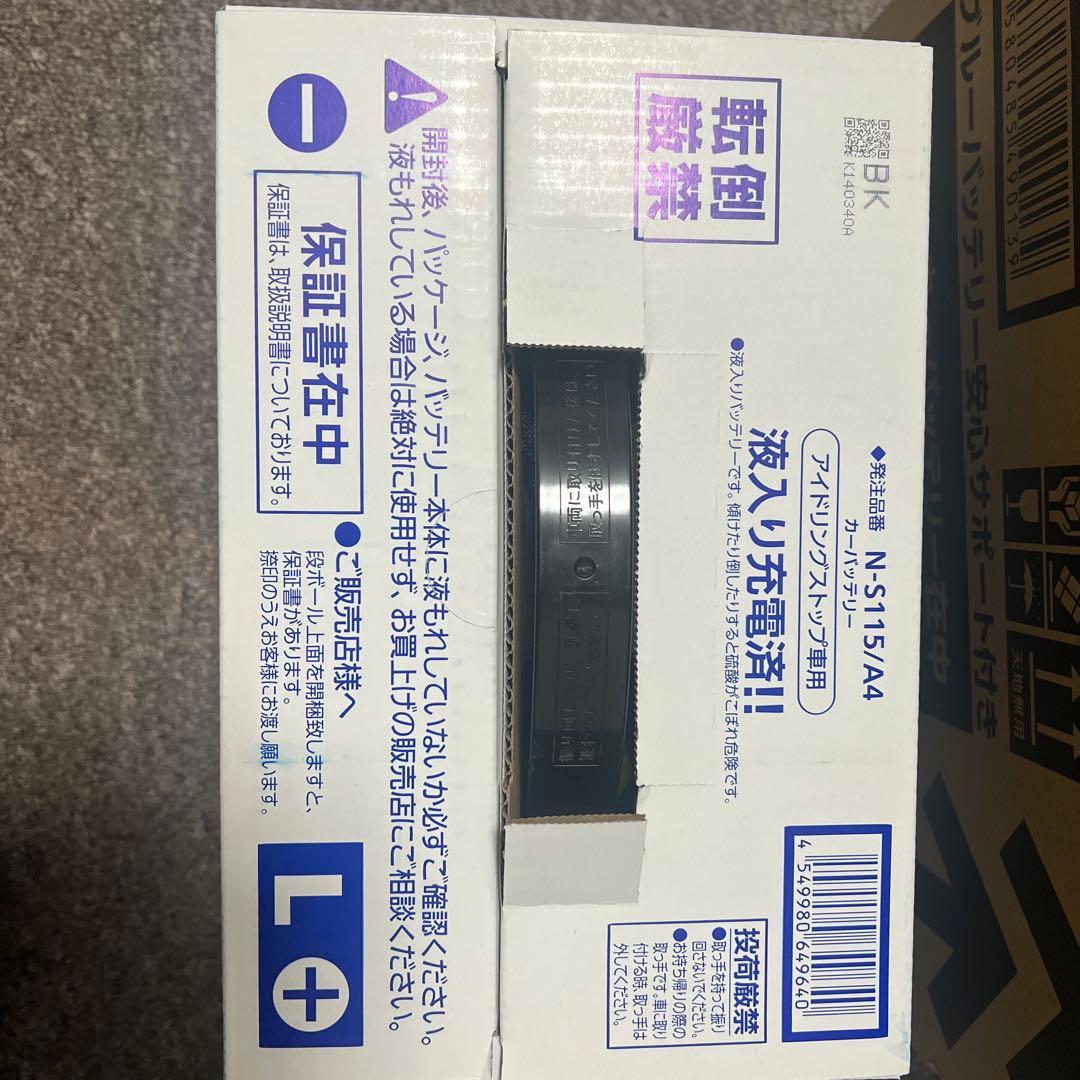 BK
K140340A
転倒
厳禁
◆発注品番 N-S115/A4
カーバッテリー
アイドリングストップ車用
液入り充電済!!
●液入りバッテリーです。傾けたり倒したりすると硫酸がこぼれ危険です。
4 549980 649640
投荷厳禁
●取っ手を持って振り
回さないでください。
●お持ち帰りの際の
取っ手です。車に取り
付ける時、取っ手は
外してください。
開封後、パッケージ、バッテリー本体に液もれしていないか必ずご確認ください。
液もれしている場合は絶対に使用せず、お買上げの販売店にご相談ください。
保証書在中
保証書は、取扱説明書についております。
●ご販売店様へ
段ボール上面を開梱致しますと、
保証書があります。
捺印のうえお客様にお渡し願います。
L
ブルーバッテリー安心サポート付き
バッテリー在中
天地無用